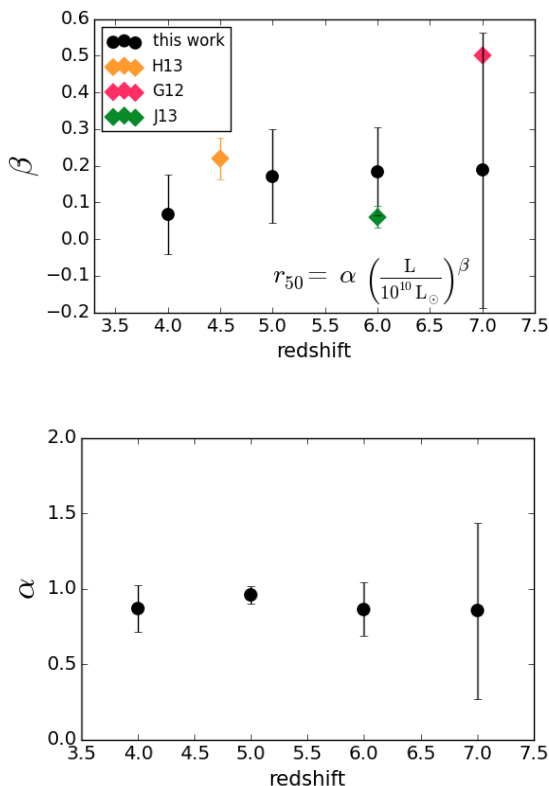 0.6
0.5
0.4
0.3
0.2
0.1
0.0
−0.1
−0.2
β
this work
H13
G12
J13
r₅₀ = α (L / 10¹⁰ L☉)^β
3.5 4.0 4.5 5.0 5.5 6.0 6.5 7.0 7.5
redshift
2.0
1.5
1.0
0.5
0.0
α
3.5 4.0 4.5 5.0 5.5 6.0 6.5 7.0 7.5
redshift